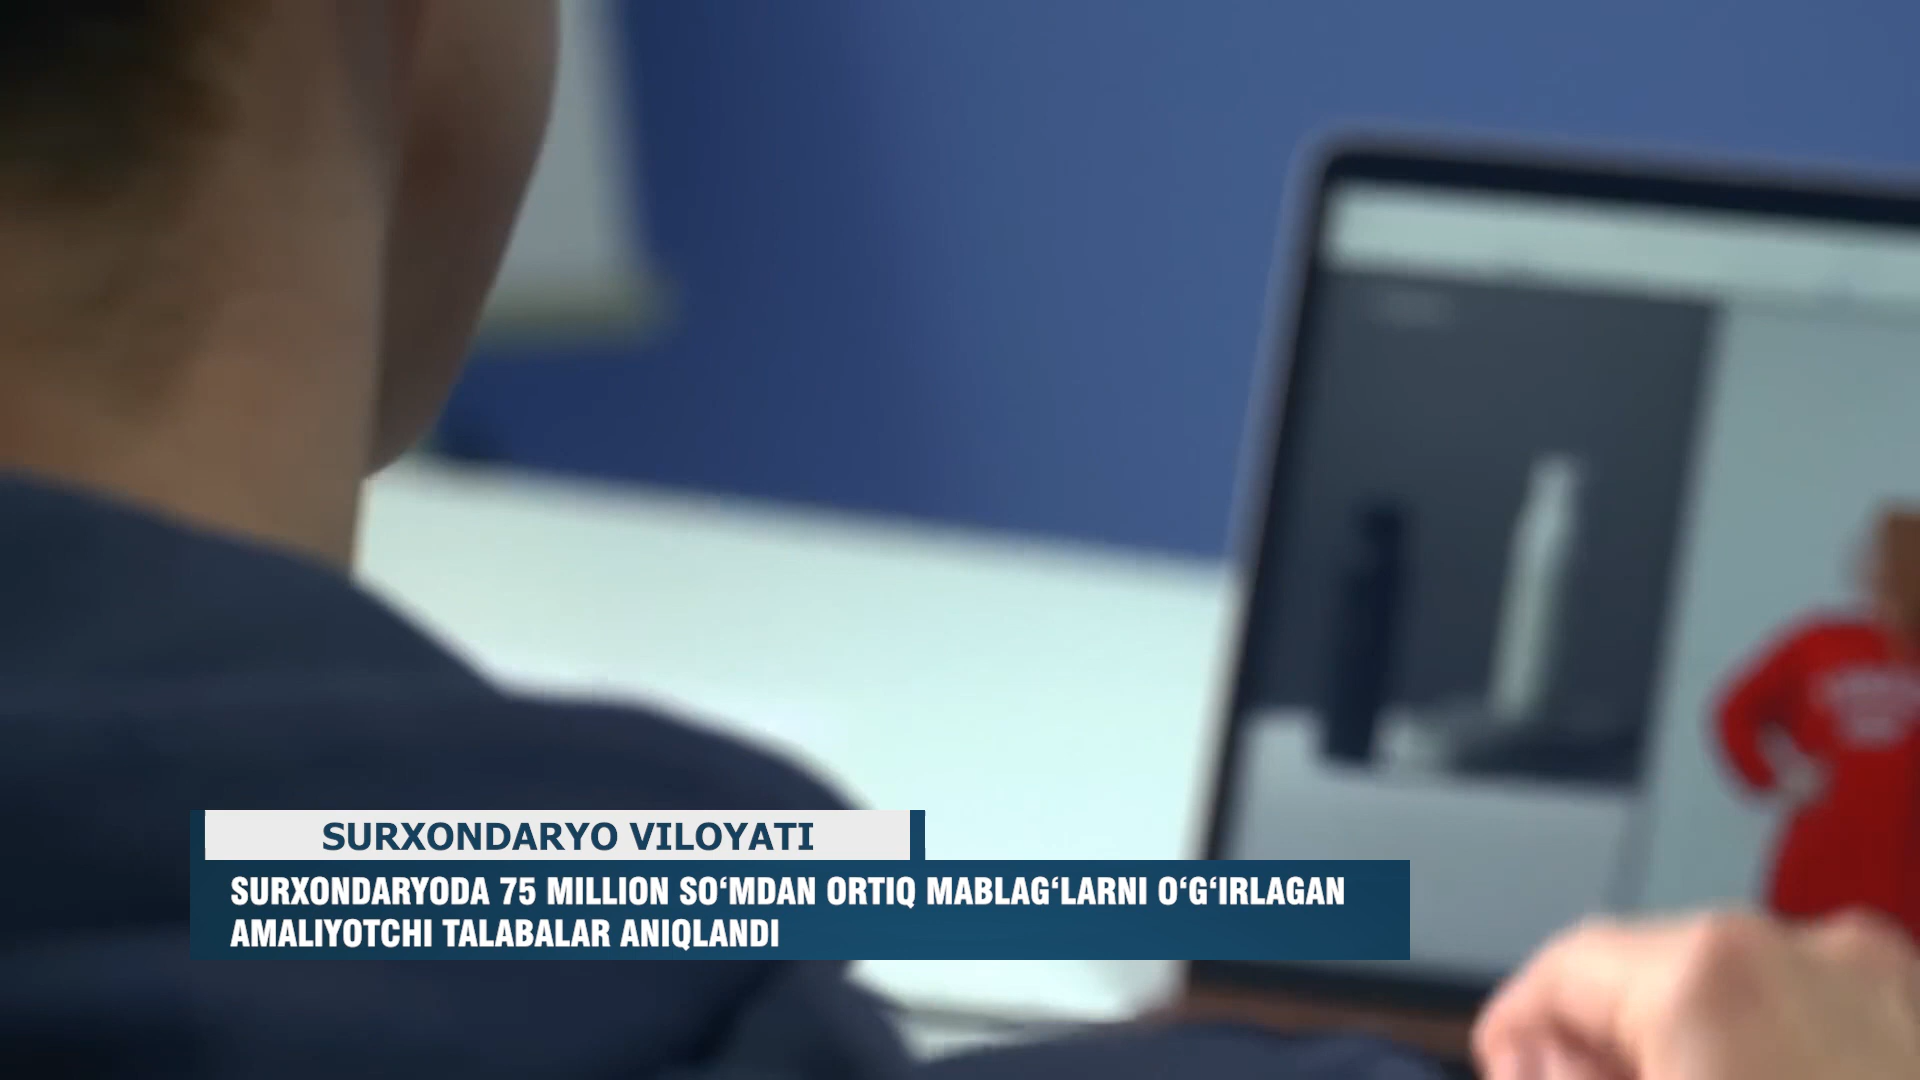 SURXONDARYO VILOYATI
SURXONDARYODA 75 MILLION SO‘MDAN ORTIQ MABLAG‘LARNI O‘G‘IRLAGAN
AMALIYOTCHI TALABALAR ANIQLANDI